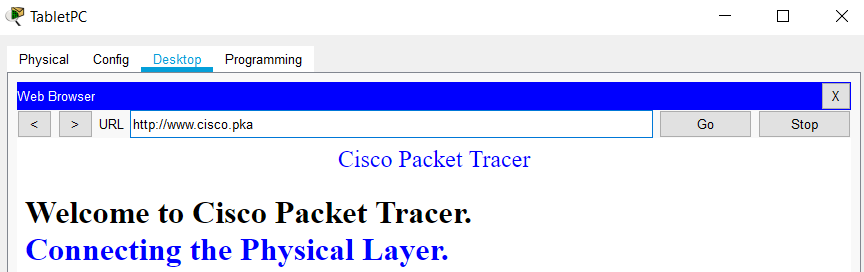 TabletPC
Physical Config Desktop Programming
Web Browser X
< > URL http://www.cisco.pka Go Stop
Cisco Packet Tracer
Welcome to Cisco Packet Tracer.
Connecting the Physical Layer.